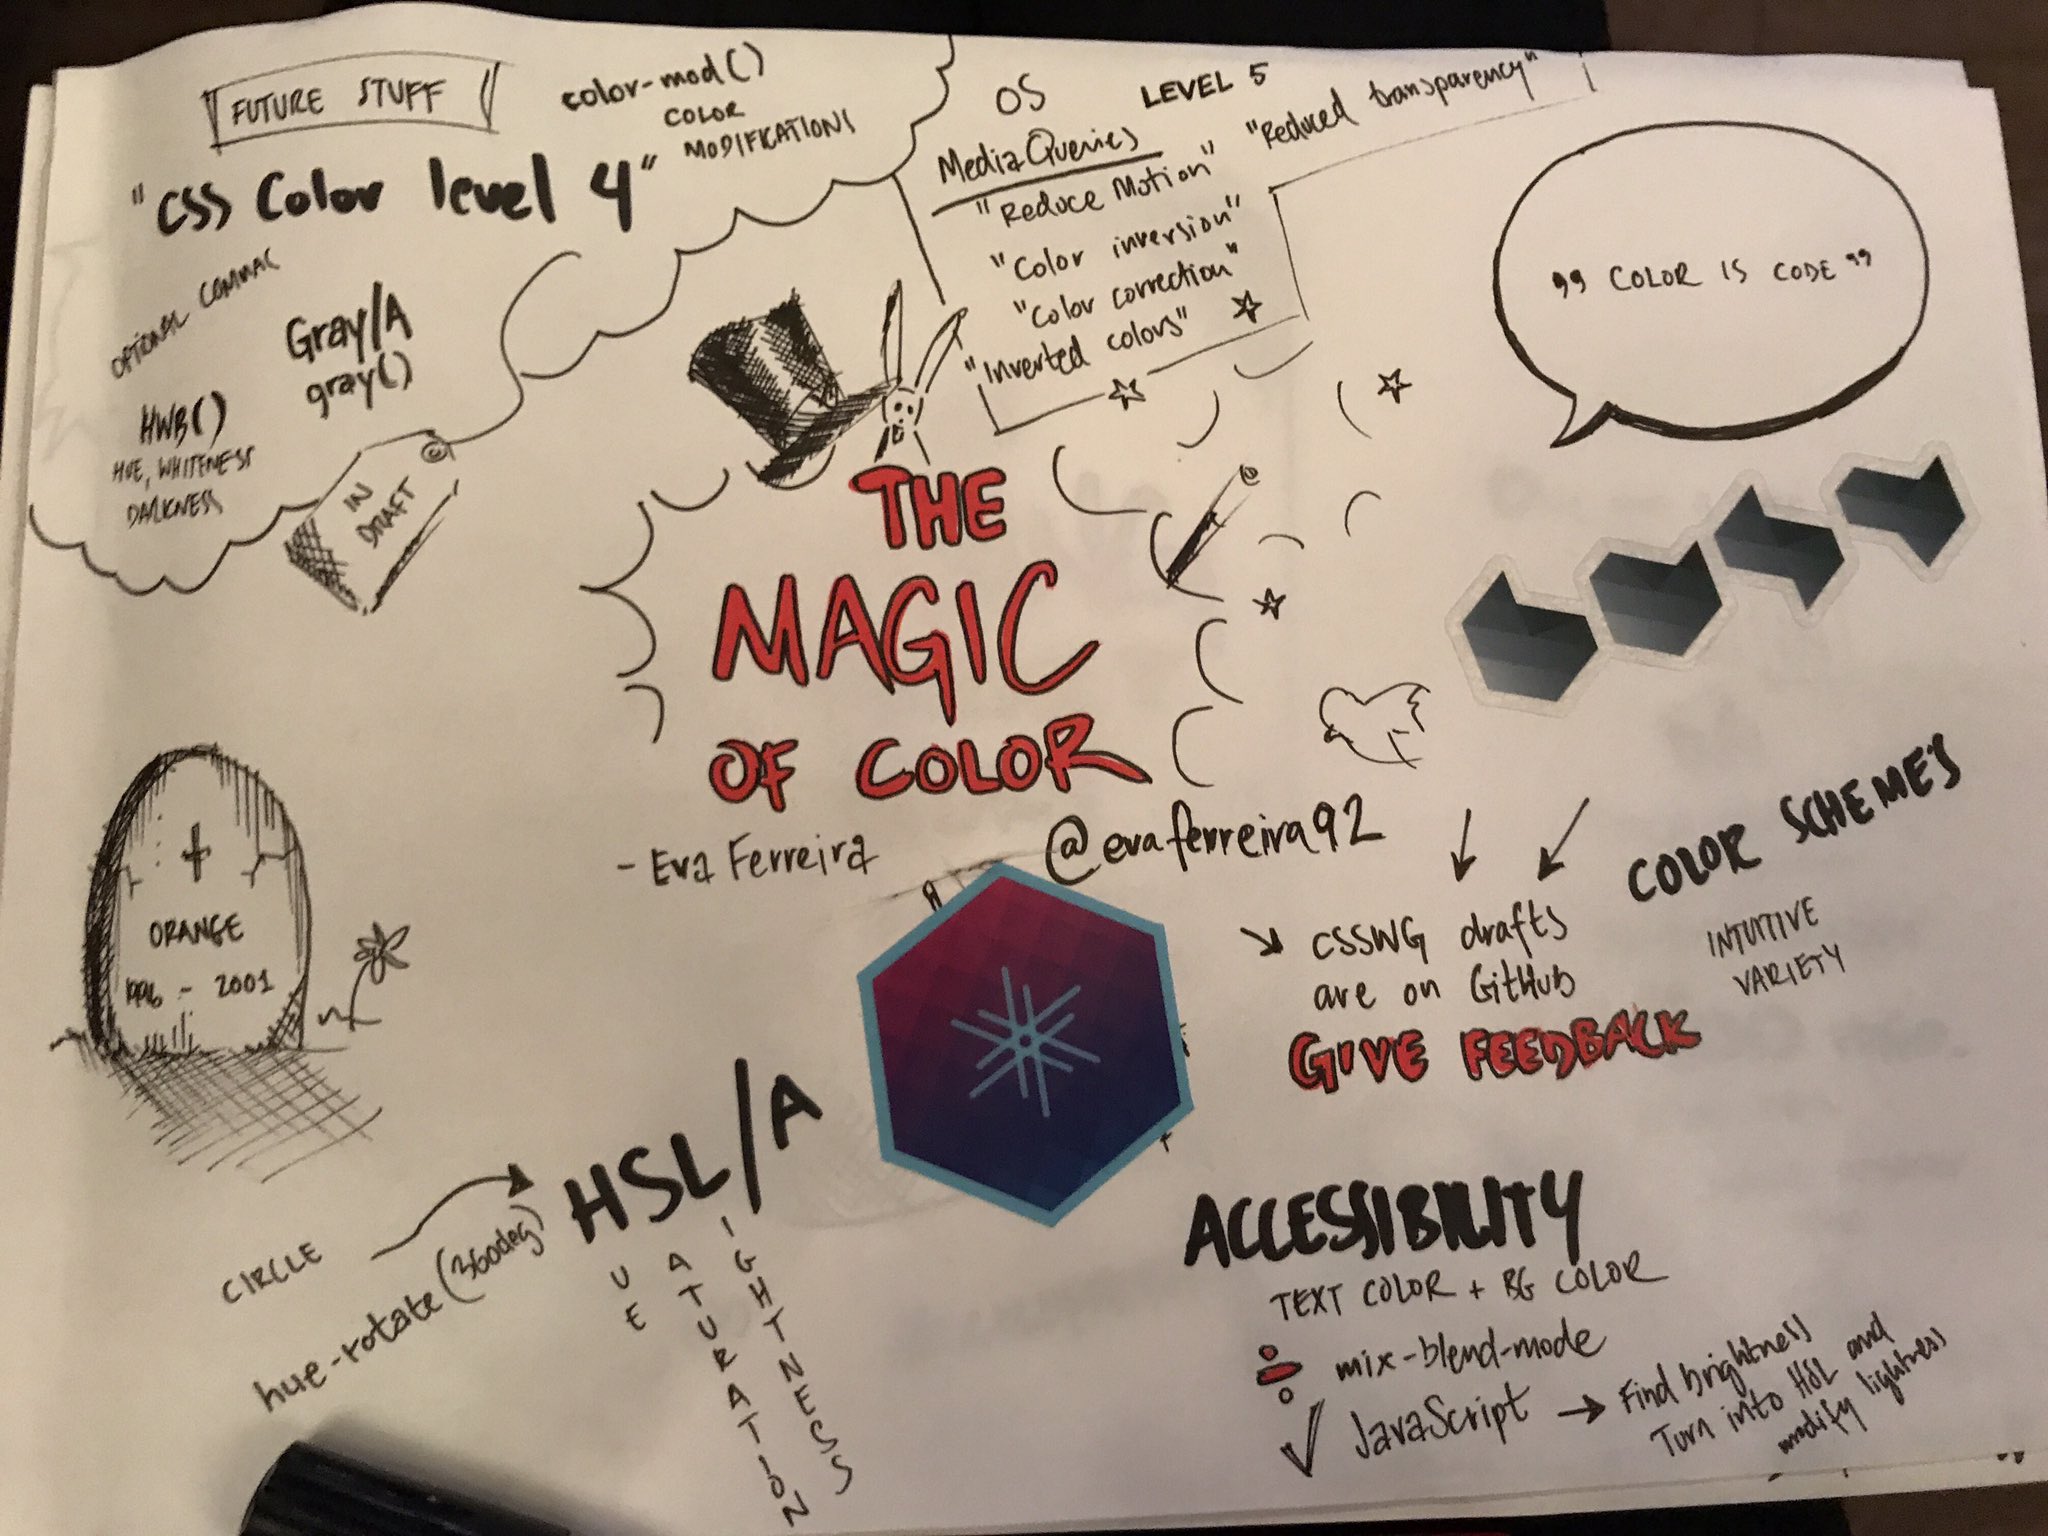 FUTURE STUFF
color-mod()
COLOR
MODIFICATIONS
"CSS Color level 4"
OPTIONAL COMMAS
Gray/A
gray()
HWB()
HUE, WHITENESS
DARKNESS
IN
DRAFT
OS
LEVEL 5
Media Queries
"Reduce Motion"
"Reduced transparency"
"Color inversion"
"Color correction"
"Inverted colors"
" COLOR IS CODE "
THE
MAGIC
OF COLOR
- Eva Ferreira
@evaferreira92
ORANGE
1996 - 2001
CSSWG drafts
are on GitHub
GIVE FEEDBACK
COLOR SCHEMES
INTUITIVE
VARIETY
CIRCLE
hue-rotate(360deg)
HSL/A
UE
ATURATION
IGHTNESS
ACCESSIBILITY
TEXT COLOR + BG COLOR
mix-blend-mode
JavaScript → Find brightness
Turn into HSL and
modify lightness